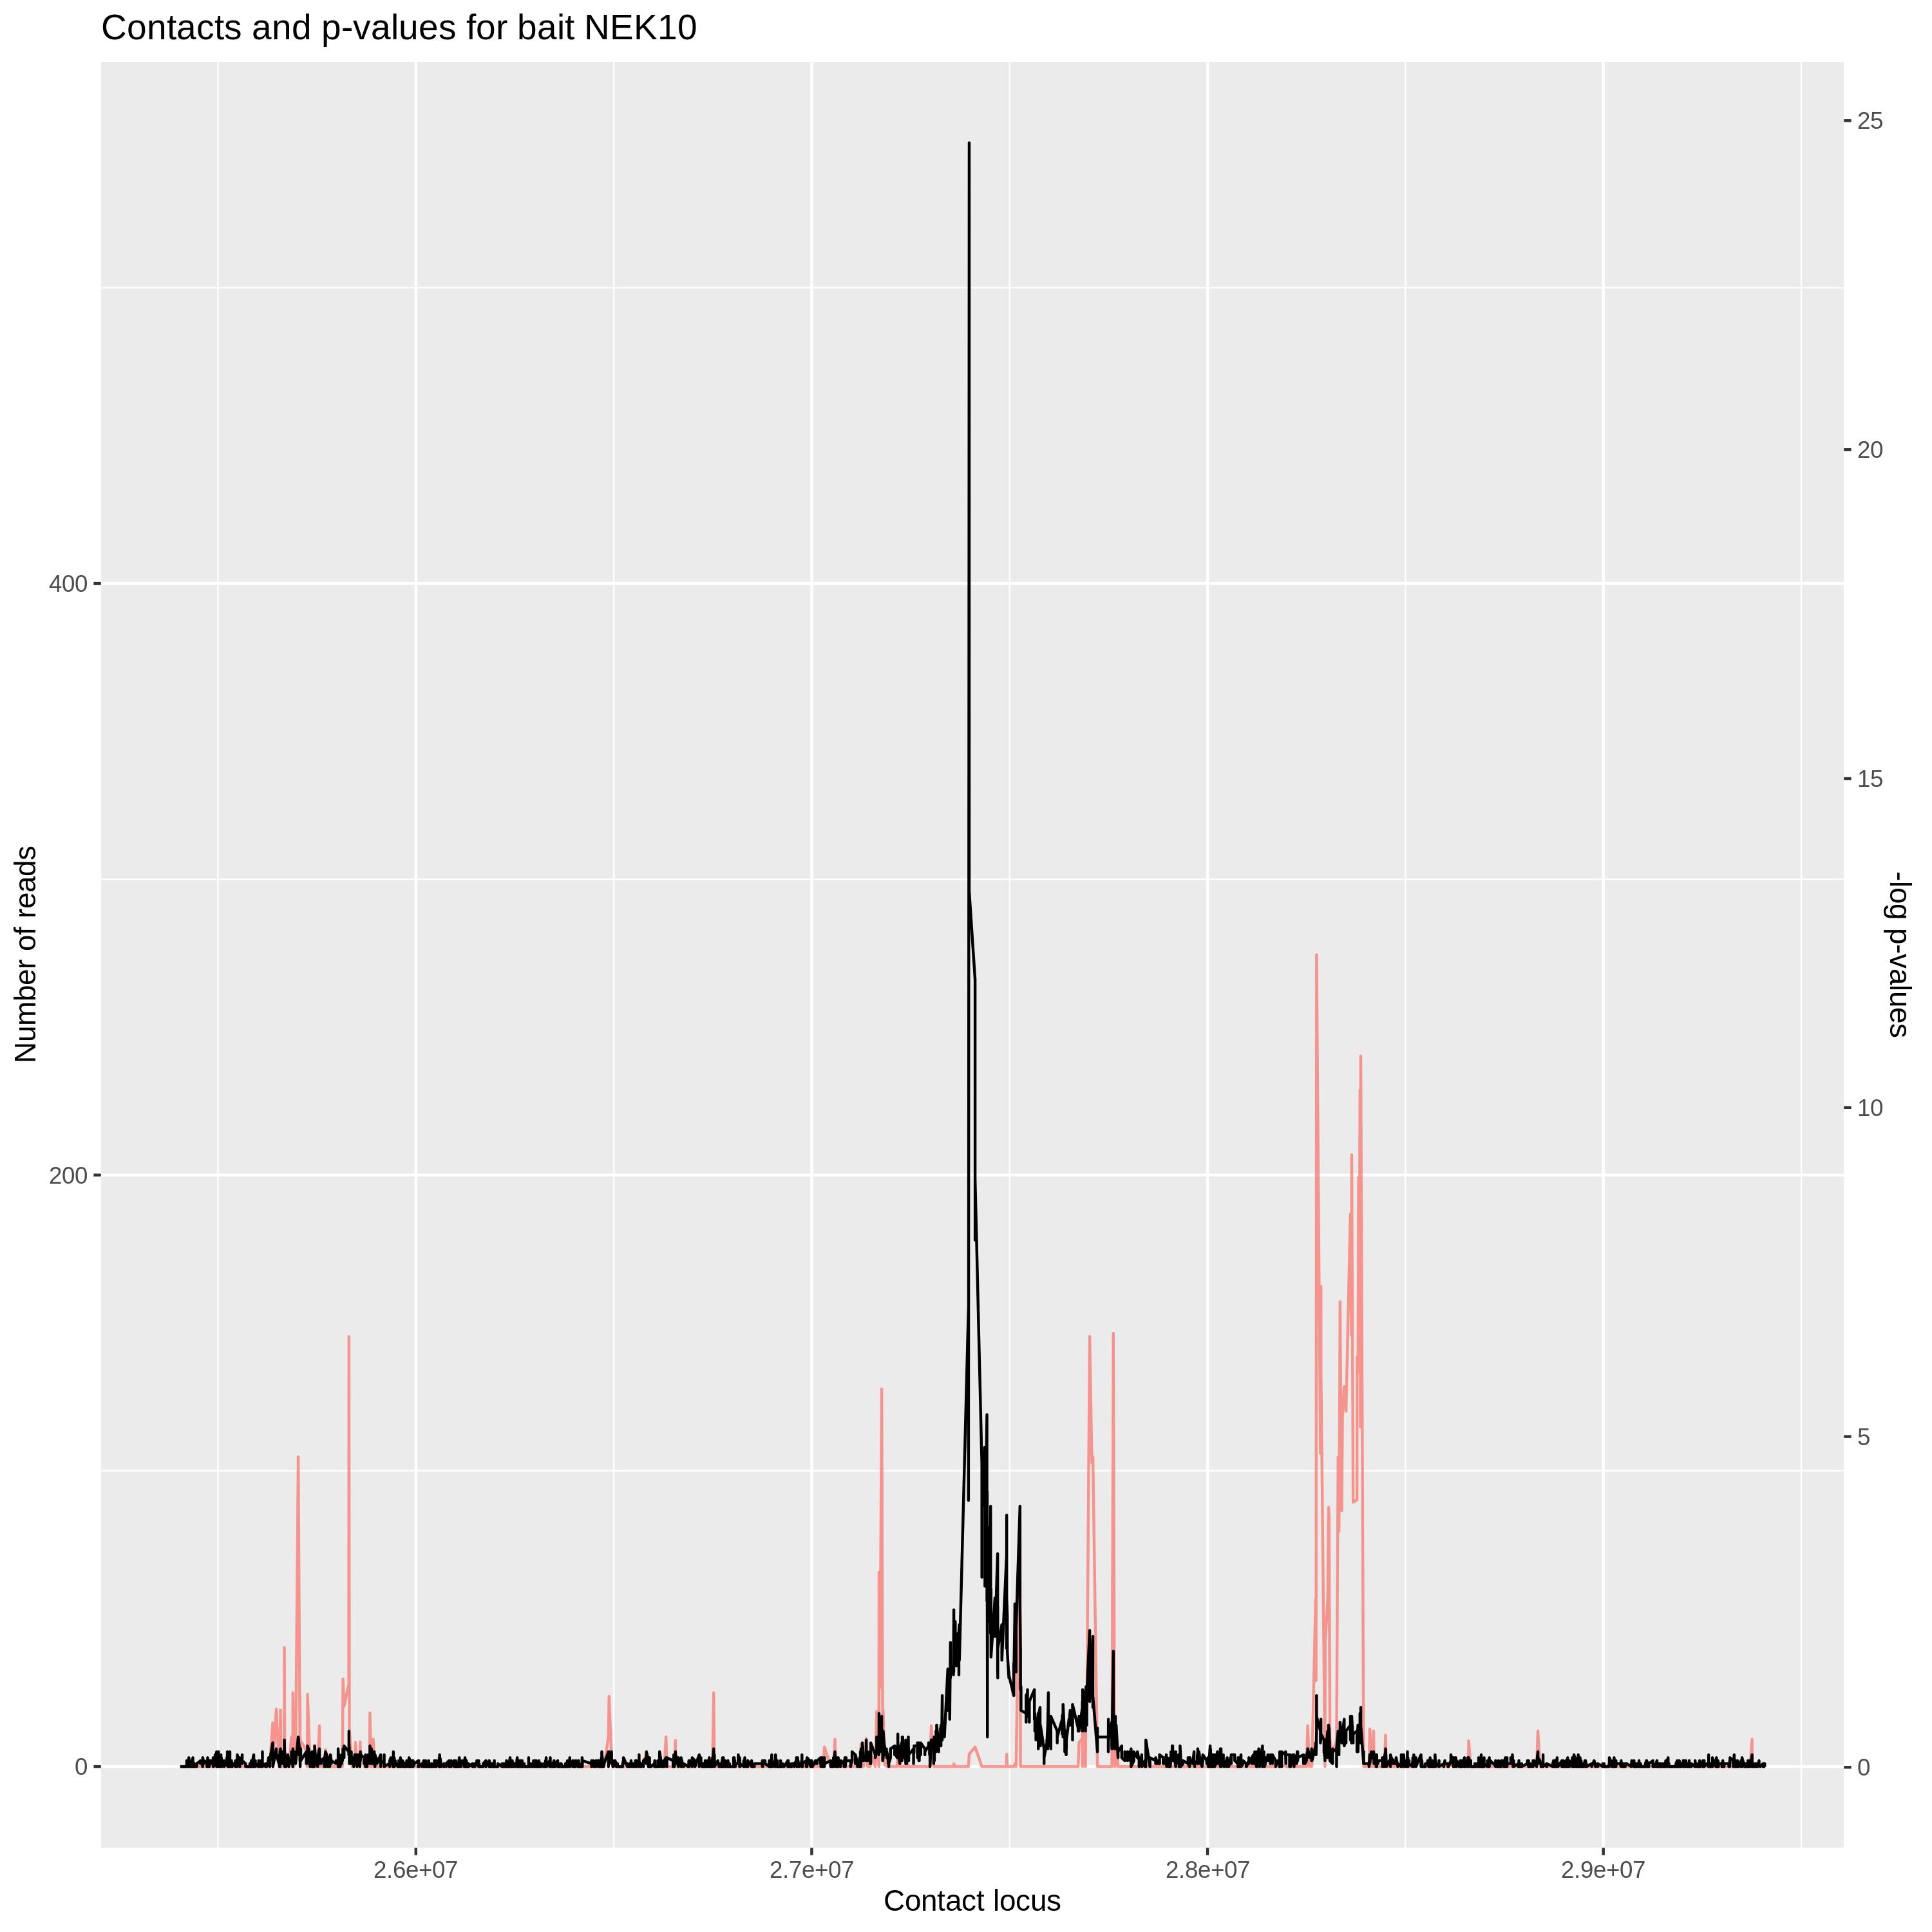 Contacts and p-values for bait NEK10
25
20
400
15
Number of reads
-log p-values
10
200
5
0
0
2.6e+07
2.7e+07
2.8e+07
2.9e+07
Contact locus